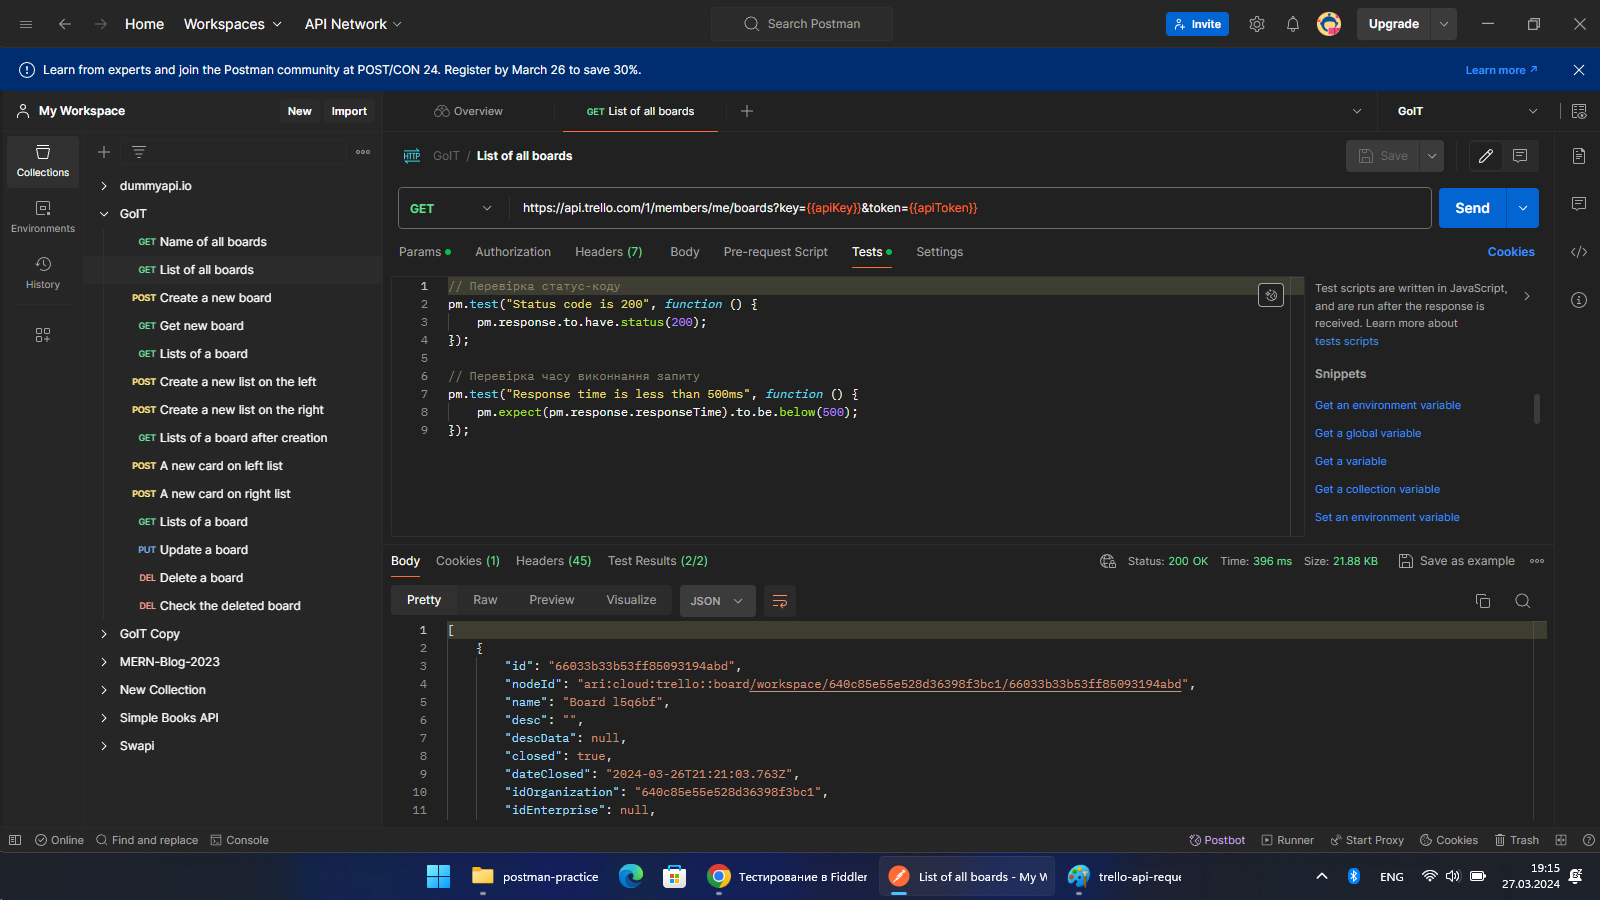 Home
Workspaces
API Network
Search Postman
Invite
Upgrade
Learn from experts and join the Postman community at POST/CON 24. Register by March 26 to save 30%.
Learn more
My Workspace
New
Import
Overview
GET List of all boards
GoIT
Collections
Environments
History
dummyapi.io
GoIT
GET Name of all boards
GET List of all boards
POST Create a new board
GET Get new board
GET Lists of a board
POST Create a new list on the left
POST Create a new list on the right
GET Lists of a board after creation
POST A new card on left list
POST A new card on right list
GET Lists of a board
PUT Update a board
DEL Delete a board
DEL Check the deleted board
GoIT Copy
MERN-Blog-2023
New Collection
Simple Books API
Swapi
HTTP GoIT / List of all boards
Save
GET
https://api.trello.com/1/members/me/boards?key={{apiKey}}&token={{apiToken}}
Send
Params
Authorization
Headers (7)
Body
Pre-request Script
Tests
Settings
Cookies
1 // Перевірка статус-коду
2 pm.test("Status code is 200", function () {
3 pm.response.to.have.status(200);
4 });
5
6 // Перевірка часу виконнання запиту
7 pm.test("Response time is less than 500ms", function () {
8 pm.expect(pm.response.responseTime).to.be.below(500);
9 });
Test scripts are written in JavaScript,
and are run after the response is
received. Learn more about
tests scripts
Snippets
Get an environment variable
Get a global variable
Get a variable
Get a collection variable
Set an environment variable
Body
Cookies (1)
Headers (45)
Test Results (2/2)
Status: 200 OK
Time: 396 ms
Size: 21.88 KB
Save as example
Pretty
Raw
Preview
Visualize
JSON
1 [
2 {
3 "id": "66033b33b53ff85093194abd",
4 "nodeId": "ari:cloud:trello::board/workspace/640c85e55e528d36398f3bc1/66033b33b53ff85093194abd",
5 "name": "Board l5q6bf",
6 "desc": "",
7 "descData": null,
8 "closed": true,
9 "dateClosed": "2024-03-26T21:21:03.763Z",
10 "idOrganization": "640c85e55e528d36398f3bc1",
11 "idEnterprise": null,
Online
Find and replace
Console
Postbot
Runner
Start Proxy
Cookies
Trash
postman-practice
Тестирование в Fiddler
List of all boards - My W
trello-api-reque
ENG
19:15
27.03.2024